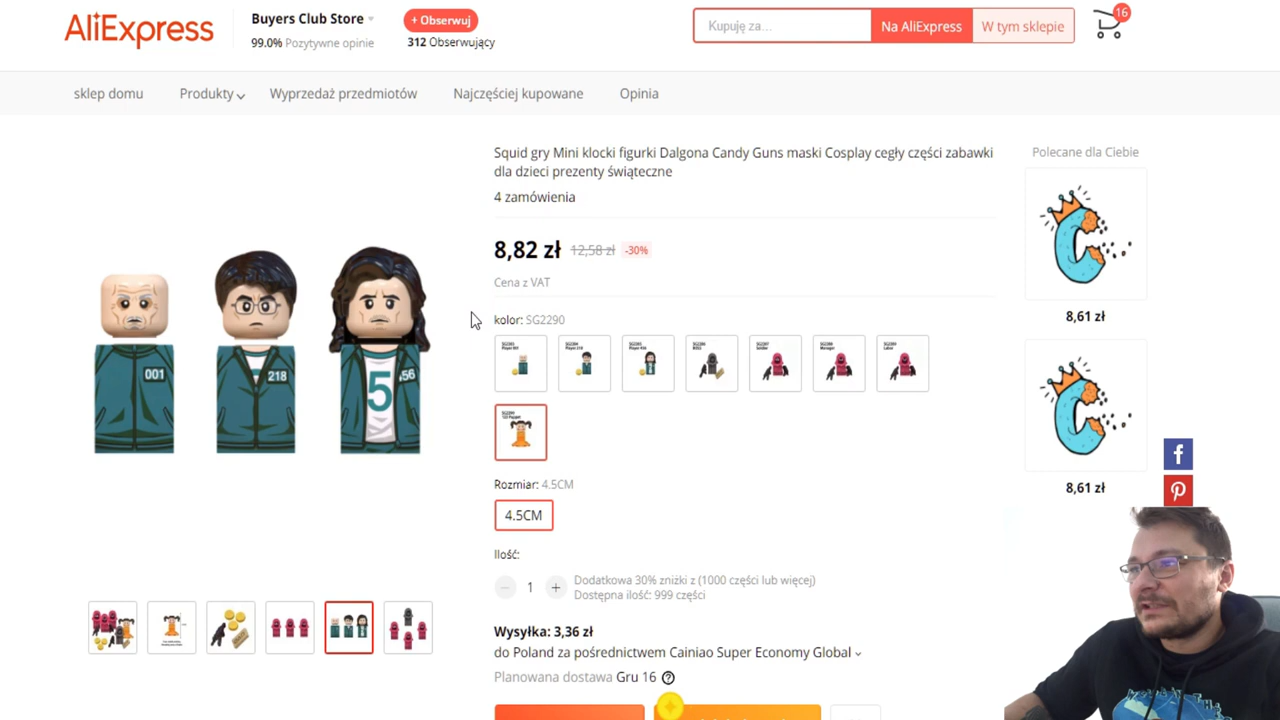 AliExpress
Buyers Club Store
99.0% Pozytywne opinie
+ Obserwuj
312 Obserwujący
Kupuję za...
Na AliExpress
W tym sklepie
16
sklep domu
Produkty
Wyprzedaż przedmiotów
Najczęściej kupowane
Opinia
Squid gry Mini klocki figurki Dalgona Candy Guns maski Cosplay cegły części zabawki
dla dzieci prezenty świąteczne
4 zamówienia
8,82 zł 12,58 zł -30%
Cena z VAT
kolor: SG2290
Rozmiar: 4.5CM
4.5CM
Ilość:
1
Dodatkowa 30% zniżki z (1000 części lub więcej)
Dostępna ilość: 999 części
Wysyłka: 3,36 zł
do Poland za pośrednictwem Cainiao Super Economy Global
Planowana dostawa Gru 16
Polecane dla Ciebie
8,61 zł
8,61 zł
001
218
5
56